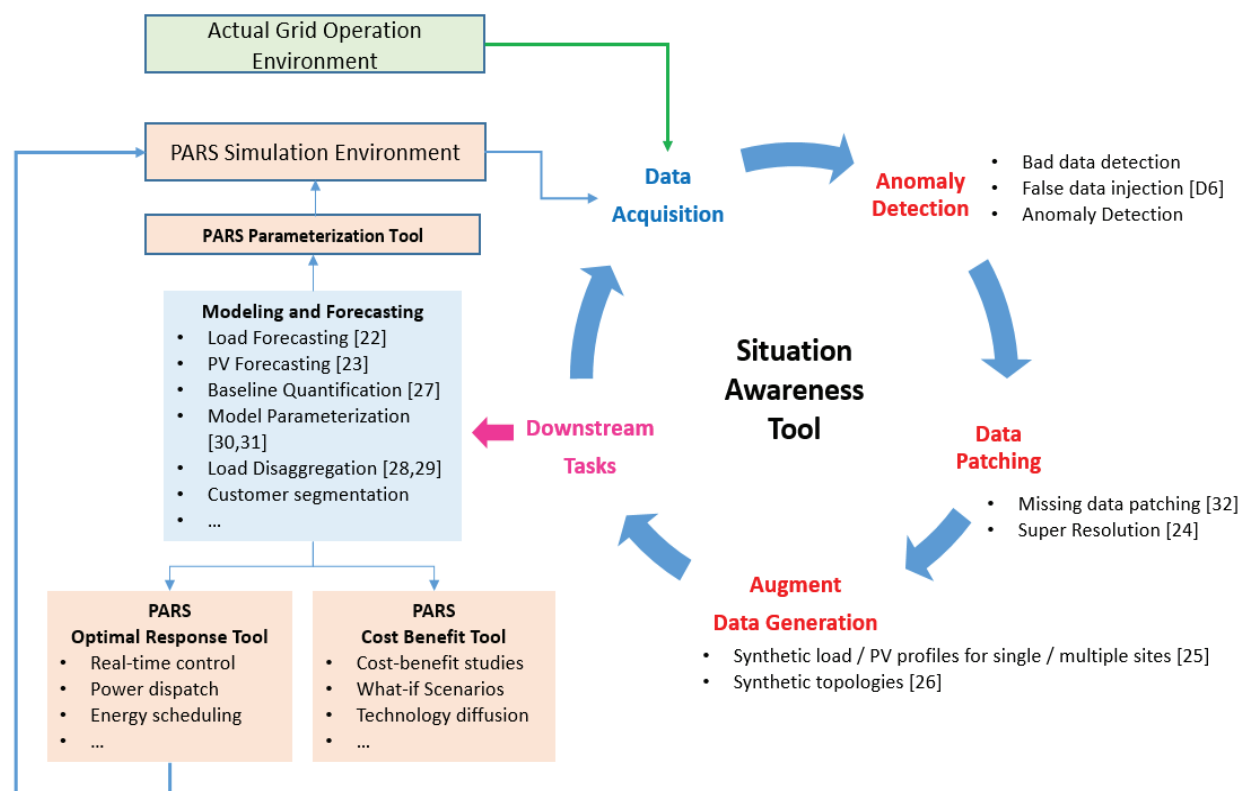 Actual Grid Operation
Environment
PARS Simulation Environment
PARS Parameterization Tool
Modeling and Forecasting
• Load Forecasting [22]
• PV Forecasting [23]
• Baseline Quantification [27]
• Model Parameterization
[30,31]
• Load Disaggregation [28,29]
• Customer segmentation
• ...
PARS
Optimal Response Tool
• Real-time control
• Power dispatch
• Energy scheduling
• ...
PARS
Cost Benefit Tool
• Cost-benefit studies
• What-if Scenarios
• Technology diffusion
• ...
Data
Acquisition
Anomaly
Detection
• Bad data detection
• False data injection [D6]
• Anomaly Detection
Situation
Awareness
Tool
Data
Patching
• Missing data patching [32]
• Super Resolution [24]
Augment
Data Generation
• Synthetic load / PV profiles for single / multiple sites [25]
• Synthetic topologies [26]
Downstream
Tasks